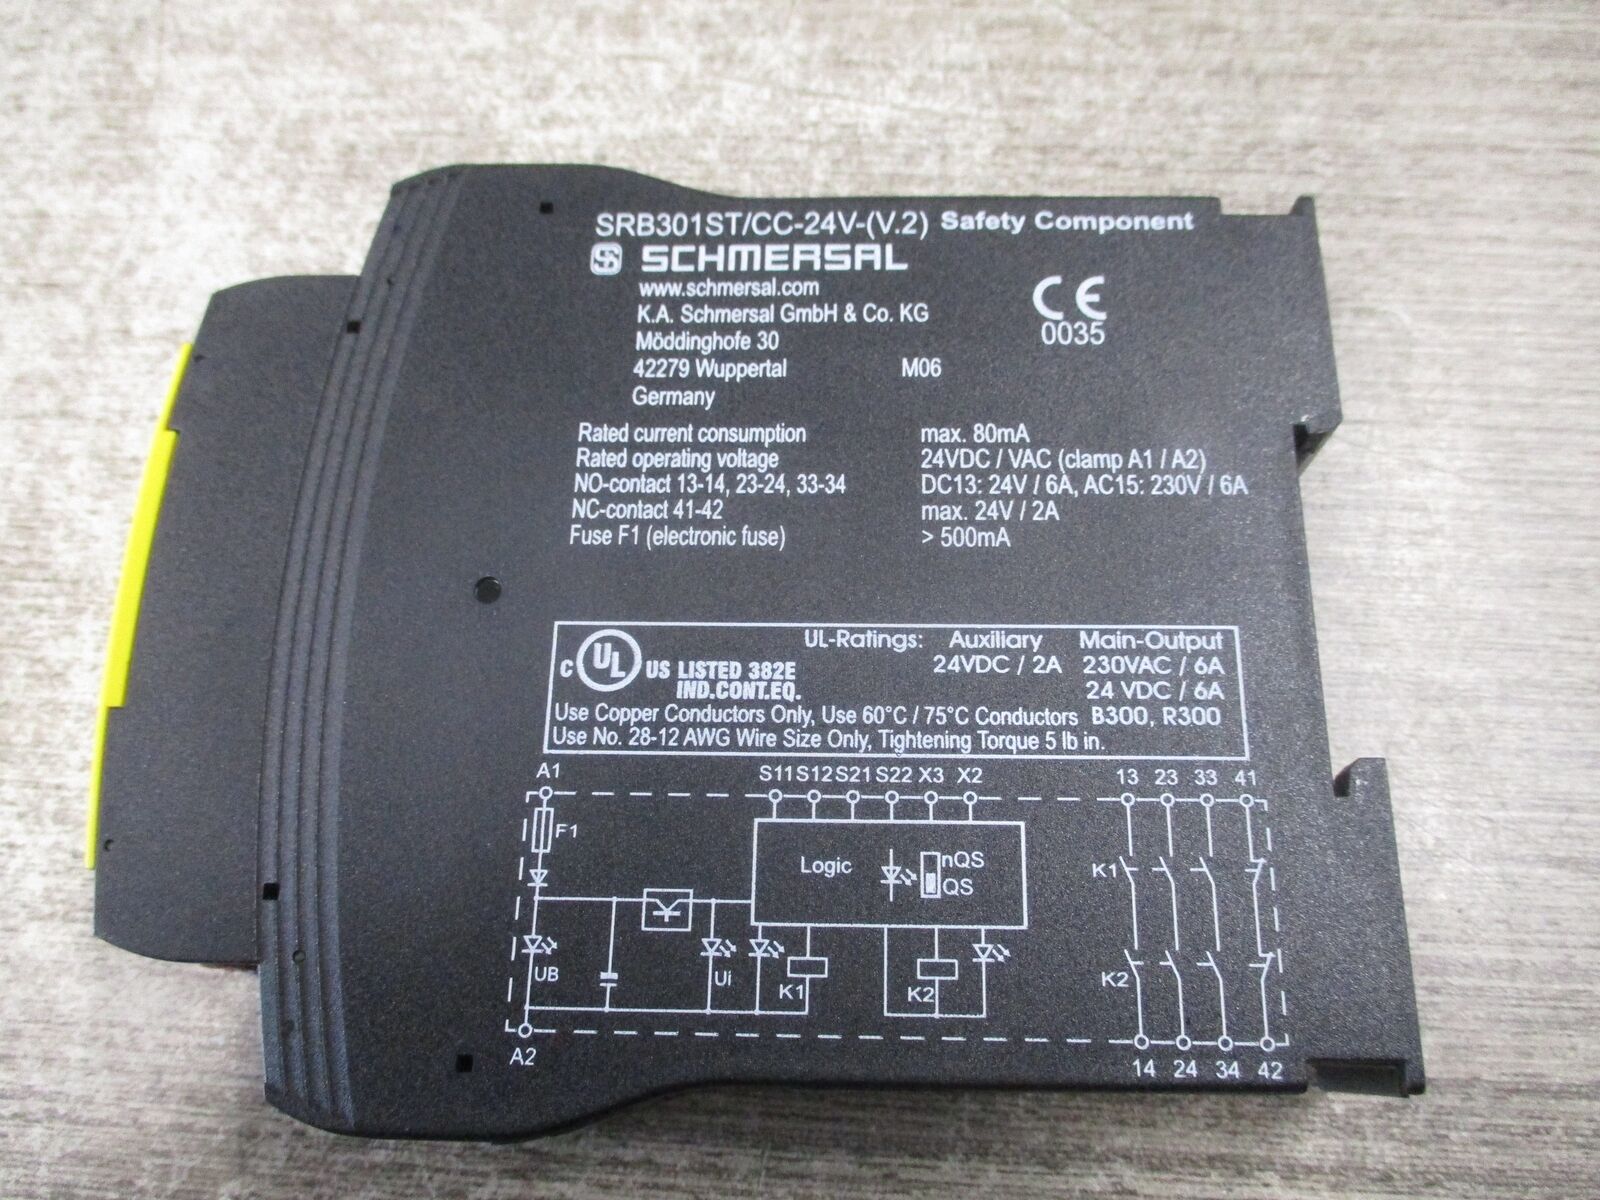 SRB301ST/CC-24V-(V.2) Safety Component
SCHMERSAL
www.schmersal.com
K.A. Schmersal GmbH & Co. KG
CE
0035
Möddinghofe 30
42279 Wuppertal M06
Germany
Rated current consumption max. 80mA
Rated operating voltage 24VDC / VAC (clamp A1 / A2)
NO-contact 13-14, 23-24, 33-34 DC13: 24V / 6A, AC15: 230V / 6A
NC-contact 41-42 max. 24V / 2A
Fuse F1 (electronic fuse) > 500mA
UL-Ratings: Auxiliary Main-Output
C UL US LISTED 382E 24VDC / 2A 230VAC / 6A
IND.CONT.EQ. 24 VDC / 6A
Use Copper Conductors Only, Use 60°C / 75°C Conductors B300, R300
Use No. 28-12 AWG Wire Size Only, Tightening Torque 5 lb in.
A1 S11 S12 S21 S22 X3 X2 13 23 33 41
F1
Logic nQS
QS
K1
UB Ui K1 K2 K2
A2 14 24 34 42